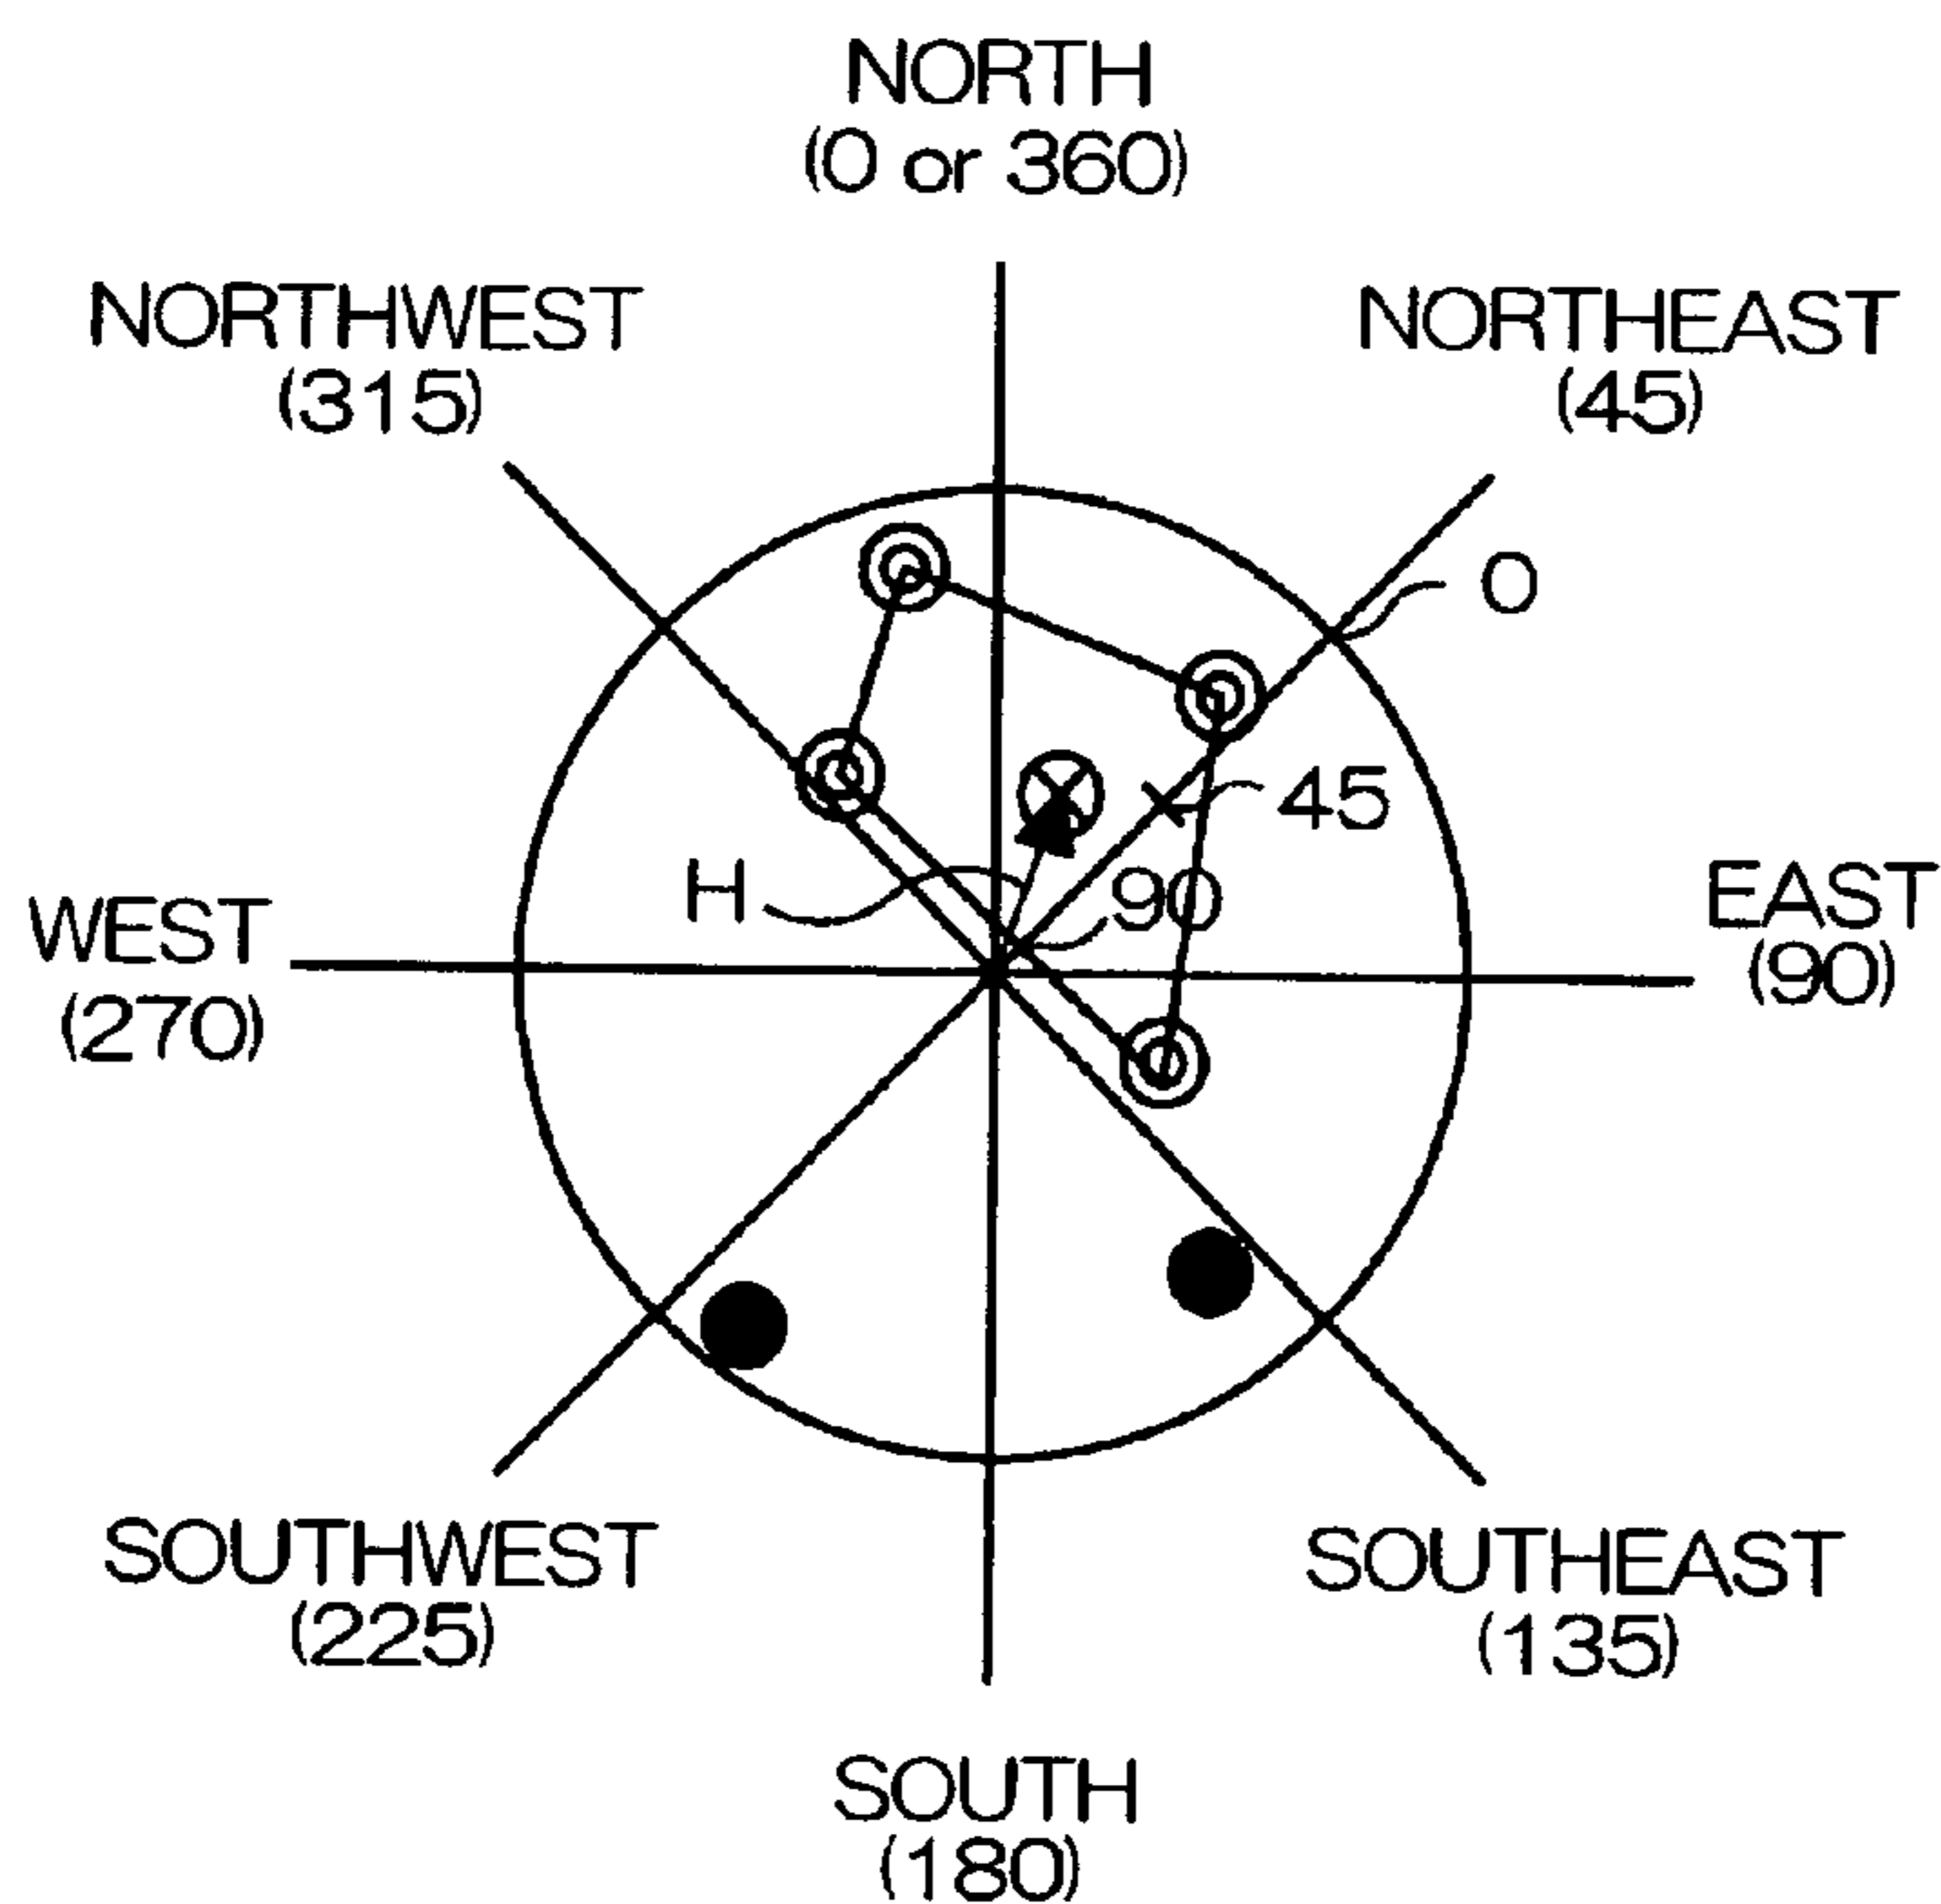 NORTH
(0 or 360)
NORTHWEST
(315)
NORTHEAST
(45)
O
45
H
90
WEST
(270)
EAST
(90)
SOUTHWEST
(225)
SOUTHEAST
(135)
SOUTH
(180)